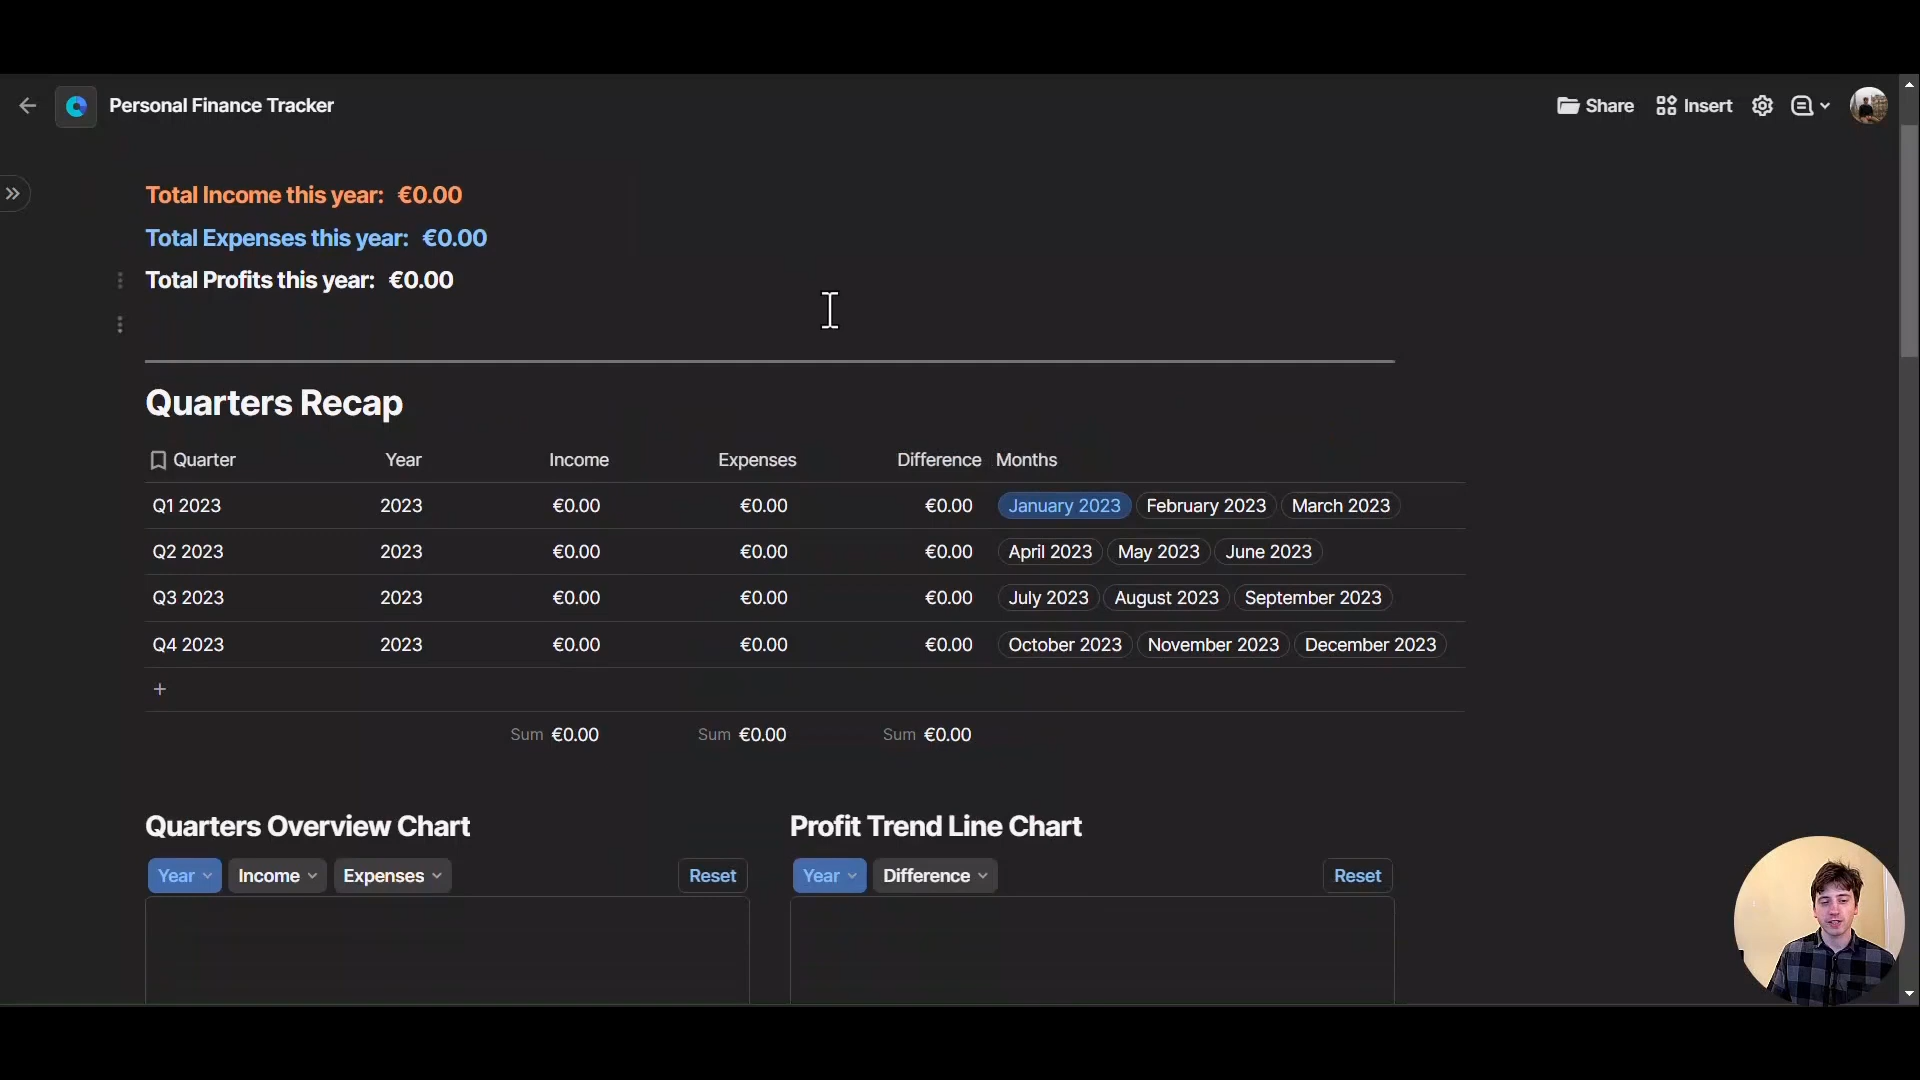 Personal Finance Tracker
Share Insert
Total Income this year: €0.00
Total Expenses this year: €0.00
Total Profits this year: €0.00
Quarters Recap
Quarter Year Income Expenses Difference Months
Q1 2023 2023 €0.00 €0.00 €0.00 January 2023 February 2023 March 2023
Q2 2023 2023 €0.00 €0.00 €0.00 April 2023 May 2023 June 2023
Q3 2023 2023 €0.00 €0.00 €0.00 July 2023 August 2023 September 2023
Q4 2023 2023 €0.00 €0.00 €0.00 October 2023 November 2023 December 2023
+
Sum €0.00 Sum €0.00 Sum €0.00
Quarters Overview Chart
Year Income Expenses Reset
Profit Trend Line Chart
Year Difference Reset